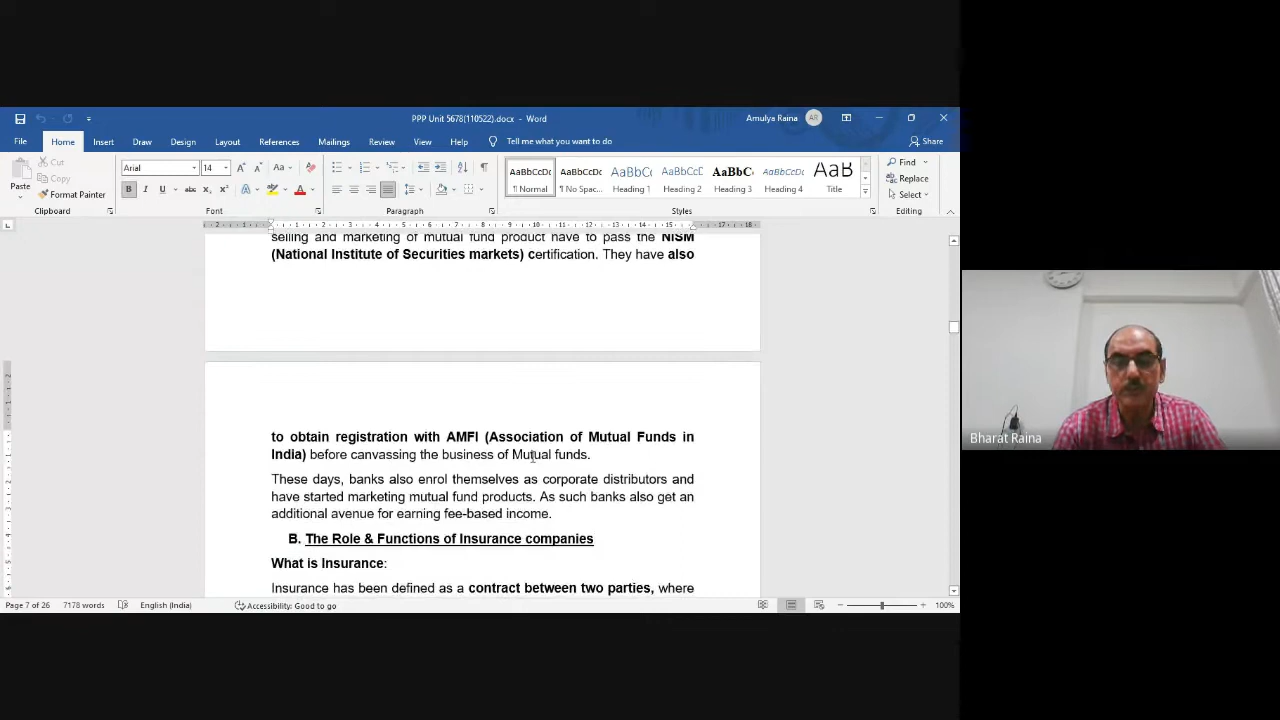 PPP Unit 5678(110522).docx - Word
Amulya Raina
AR
File Home Insert Draw Design Layout References Mailings Review View Help Tell me what you want to do Share
Paste
Cut
Copy
Format Painter
Clipboard
Arial 14
Font
Paragraph
AaBbCcDc AaBbCcDc AaBbCc AaBbCcD AaBbC AaBbCcD AaB
¶ Normal ¶ No Spac... Heading 1 Heading 2 Heading 3 Heading 4 Title
Styles
Find
Replace
Select
Editing
selling and marketing of mutual fund product have to pass the NISM
(National Institute of Securities markets) certification. They have also
to obtain registration with AMFI (Association of Mutual Funds in
India) before canvassing the business of Mutual funds.
These days, banks also enrol themselves as corporate distributors and
have started marketing mutual fund products. As such banks also get an
additional avenue for earning fee-based income.
B. The Role & Functions of Insurance companies
What is Insurance:
Insurance has been defined as a contract between two parties, where
Page 7 of 26 7178 words English (India) Accessibility: Good to go 100%
Bharat Raina